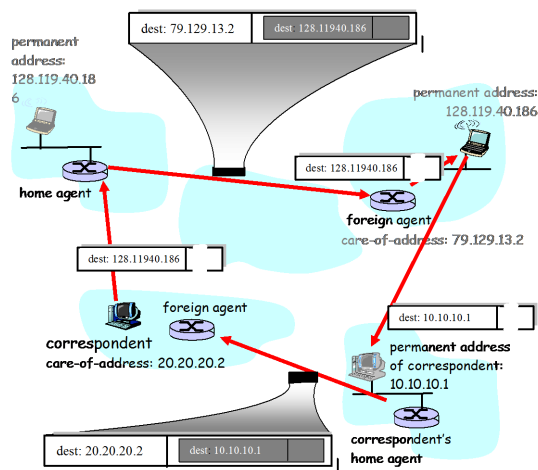 dest: 79.129.13.2
dest: 128.11940.186
permanent
address:
128.119.40.18
6
permanent address:
128.119.40.186
dest: 128.11940.186
home agent
foreign agent
care-of-address: 79.129.13.2
dest: 128.11940.186
foreign agent
correspondent
care-of-address: 20.20.20.2
dest: 10.10.10.1
permanent address
of correspondent:
10.10.10.1
correspondent's
home agent
dest: 20.20.20.2
dest: 10.10.10.1